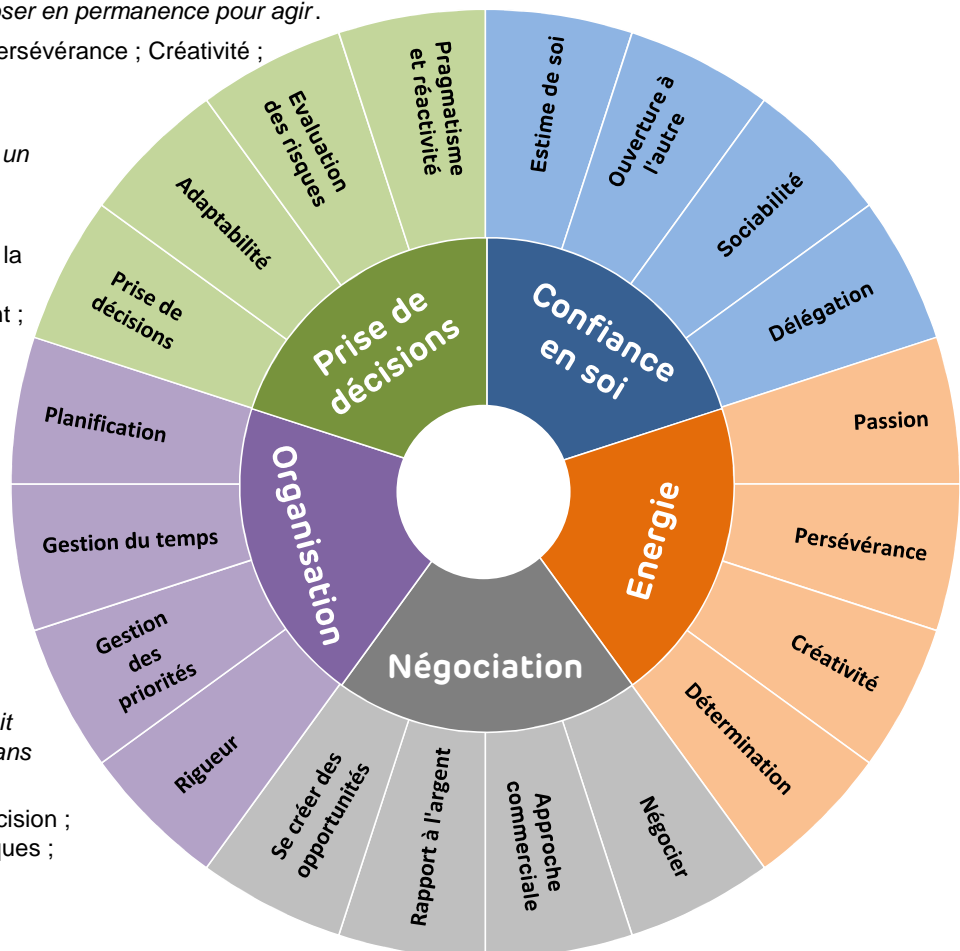 oser en permanence pour agir.
ersévérance ; Créativité ;
un
la
nt ;
it
ans
cision ;
ques ;
Confiance
en soi
Estime de soi
Ouverture à
l'autre
Sociabilité
Délégation
Energie
Passion
Persévérance
Créativité
Détermination
Négociation
Négocier
Approche
commerciale
Rapport à l'argent
Se créer des
opportunités
Organisation
Rigueur
Gestion
des
priorités
Gestion du temps
Planification
Prise de
décisions
Prise de
décisions
Adaptabilité
Evaluation
des risques
Pragmatisme
et réactivité